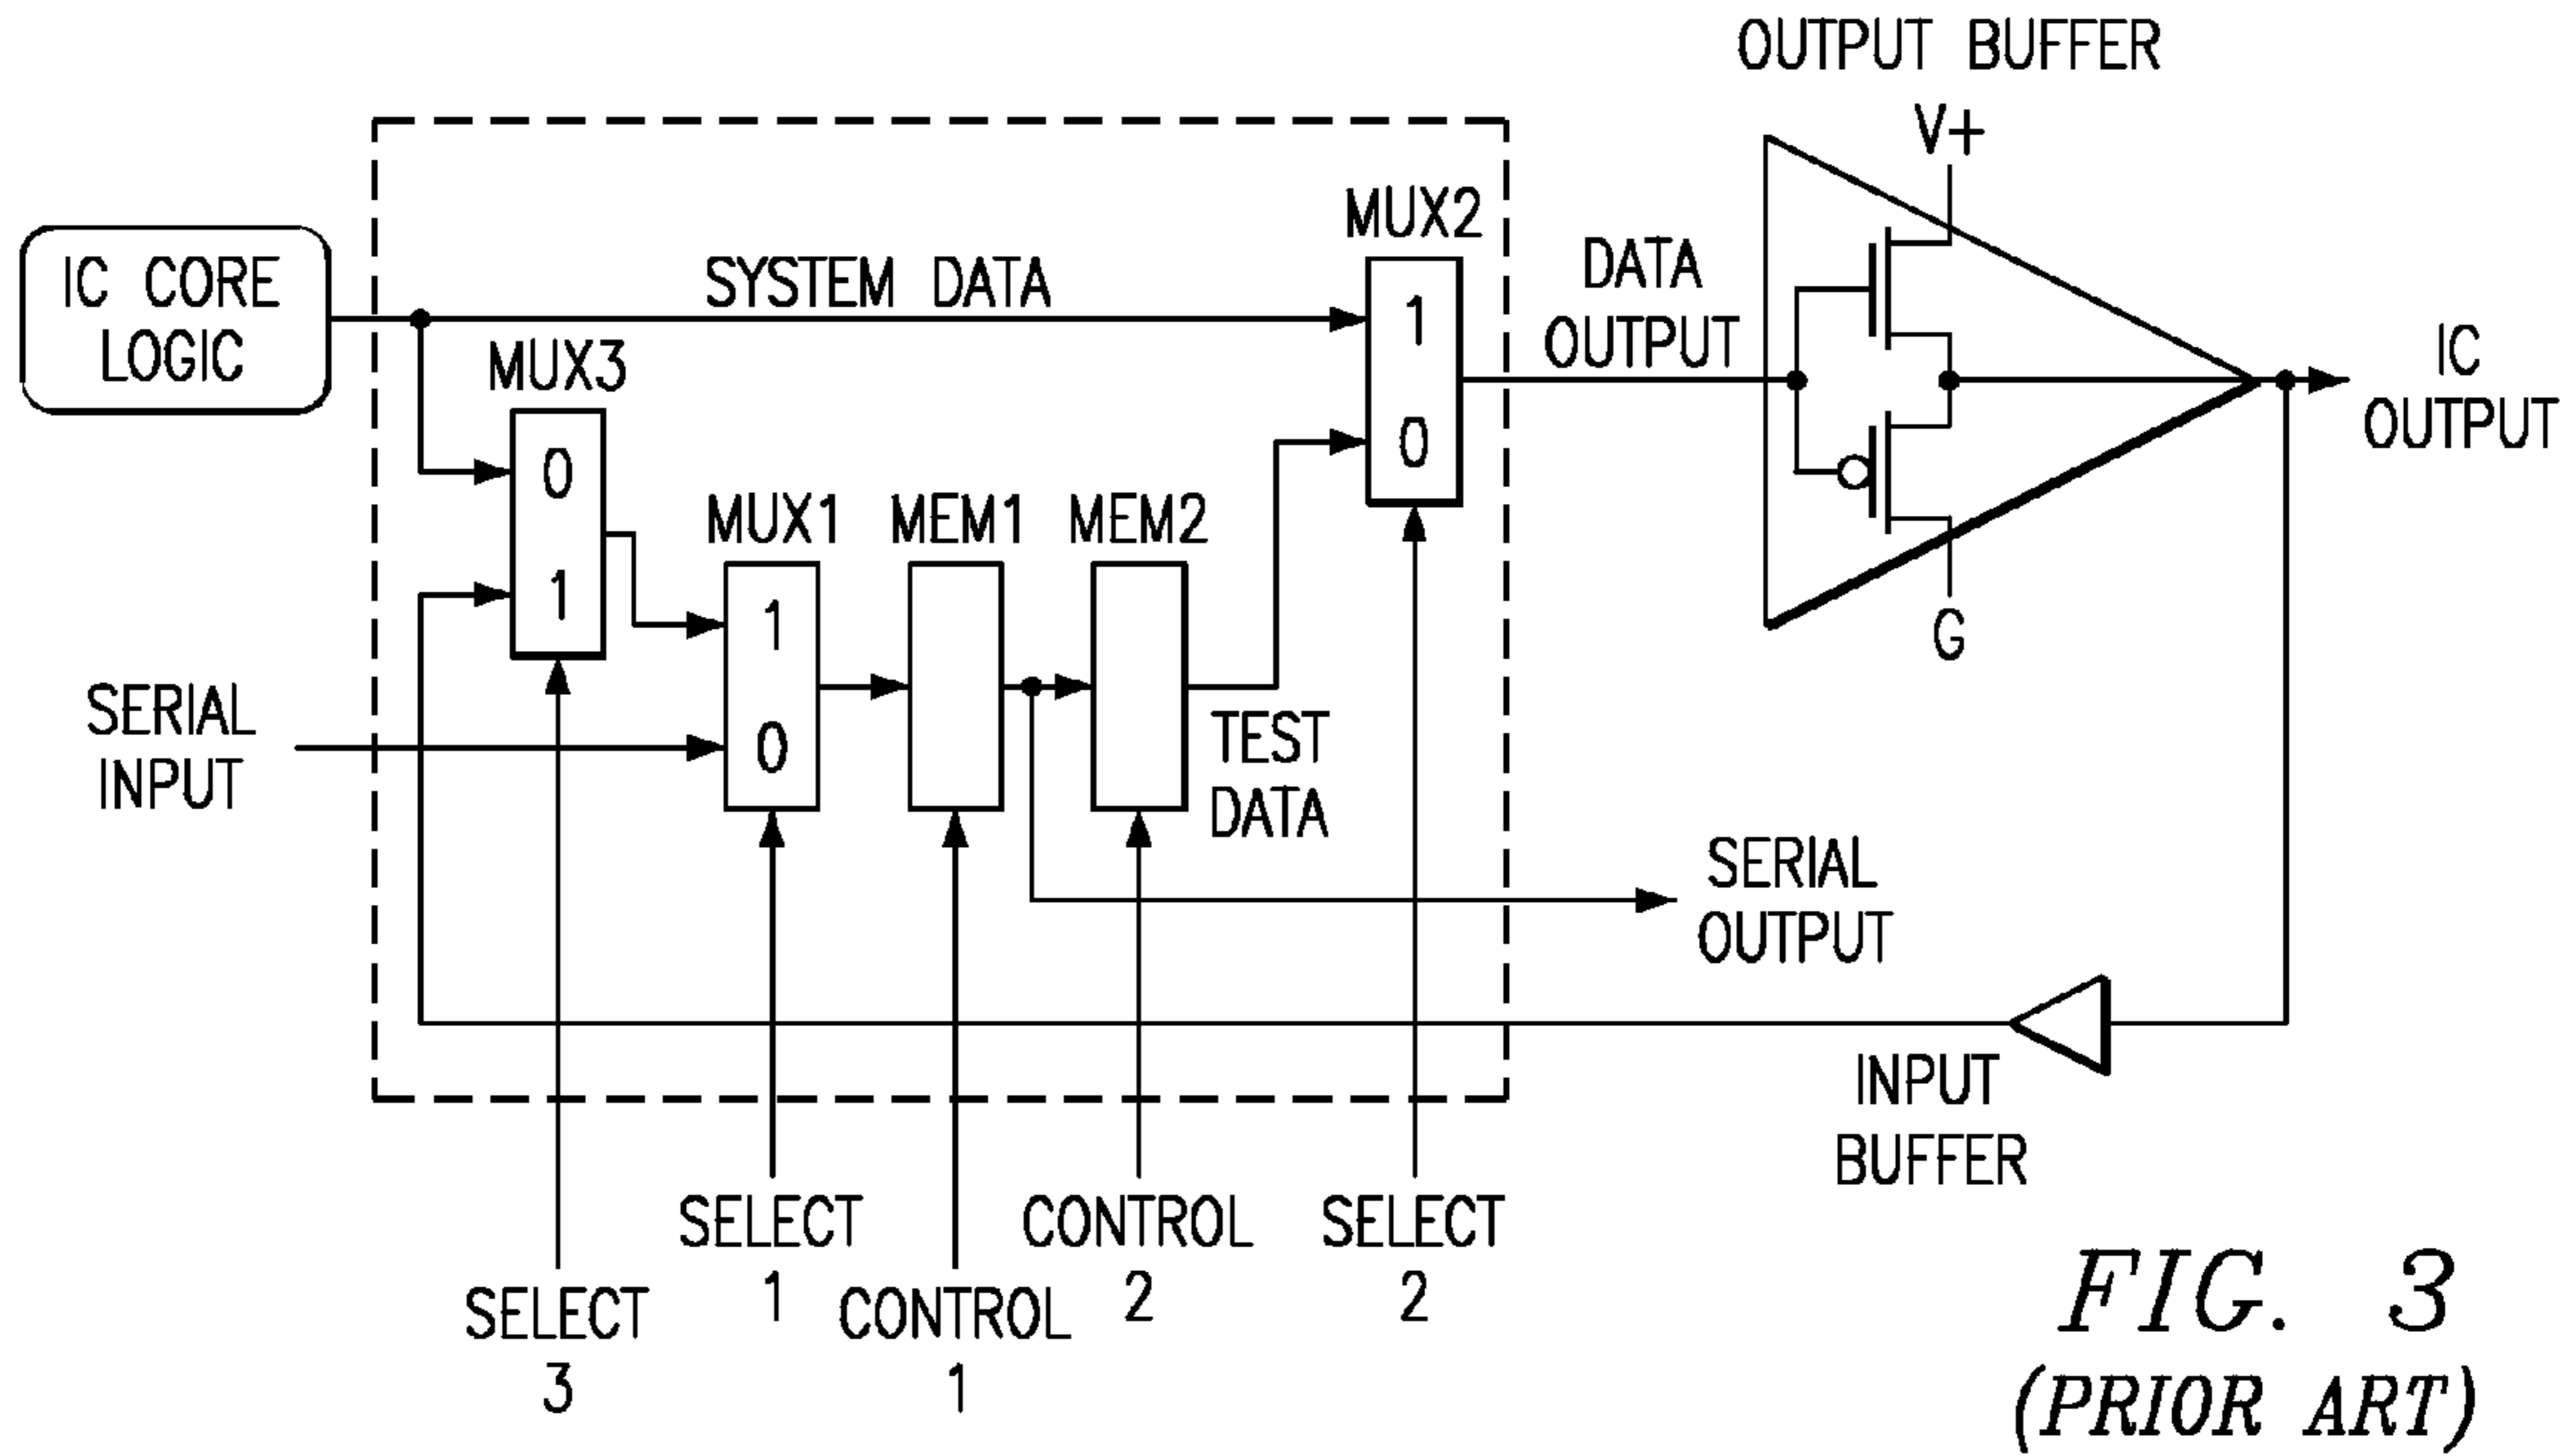 OUTPUT BUFFER
V+
MUX2
IC CORE
LOGIC
SYSTEM DATA
DATA
OUTPUT
1
0
IC
OUTPUT
MUX3
0
1
MUX1
MEM1
MEM2
1
0
G
SERIAL
INPUT
TEST
DATA
SERIAL
OUTPUT
INPUT
BUFFER
SELECT
1
CONTROL
2
SELECT
2
SELECT
3
CONTROL
1
FIG. 3
(PRIOR ART)